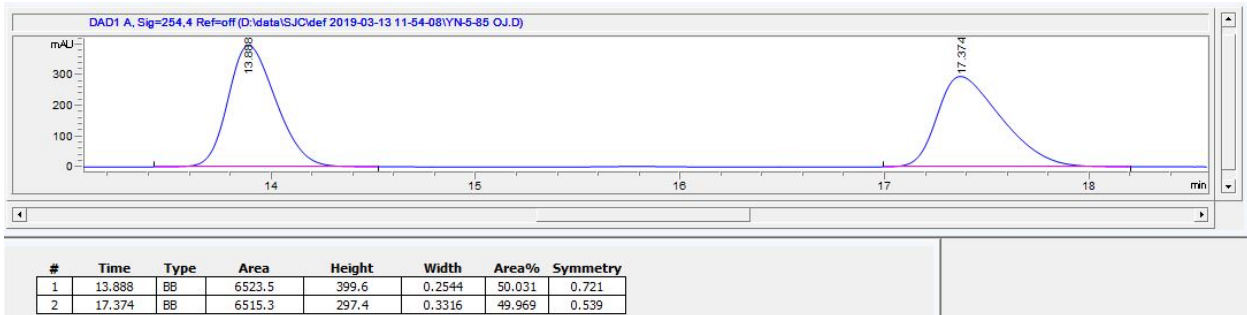 DAD1 A, Sig=254,4 Ref=off (D:\data\SJC\def 2019-03-13 11-54-08\YN-5-85 OJ.D)
mAU
300
200
100
0
13.888
17.374
14 15 16 17 18 min
# Time Type Area Height Width Area% Symmetry
1 13.888 BB 6523.5 399.6 0.2544 50.031 0.721
2 17.374 BB 6515.3 297.4 0.3316 49.969 0.539